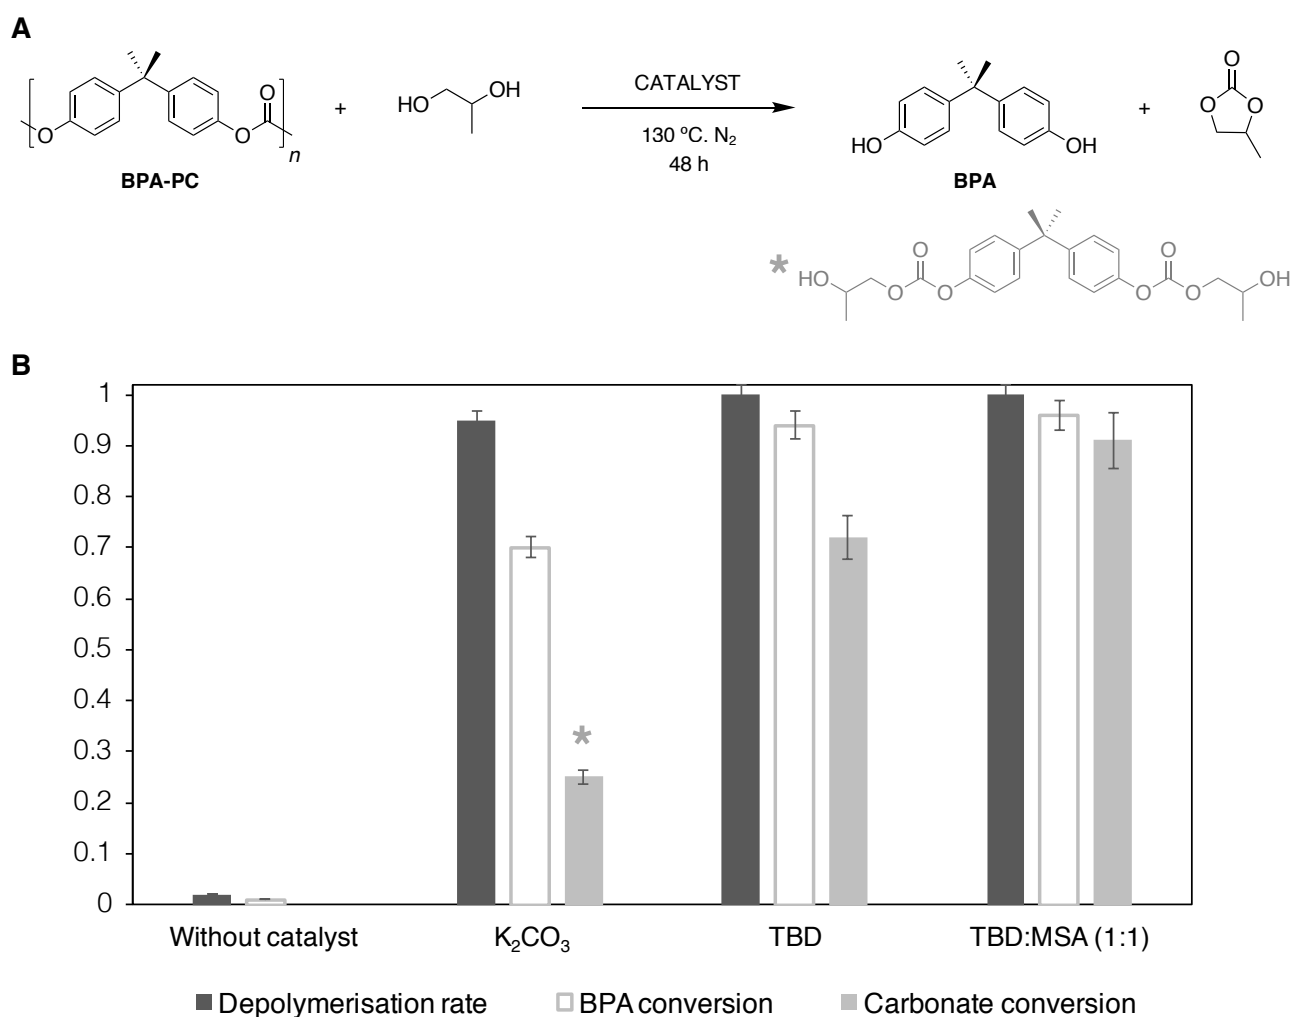 A
O
O
O
n
BPA-PC
+
HO
OH
CATALYST
130 ºC. N₂
48 h
HO
OH
BPA
+
O
O
O
*
HO
O
O
O
O
O
O
OH
B
1
0.9
0.8
0.7
0.6
0.5
0.4
0.3
0.2
0.1
0
*
Without catalyst
K₂CO₃
TBD
TBD:MSA (1:1)
Depolymerisation rate
BPA conversion
Carbonate conversion